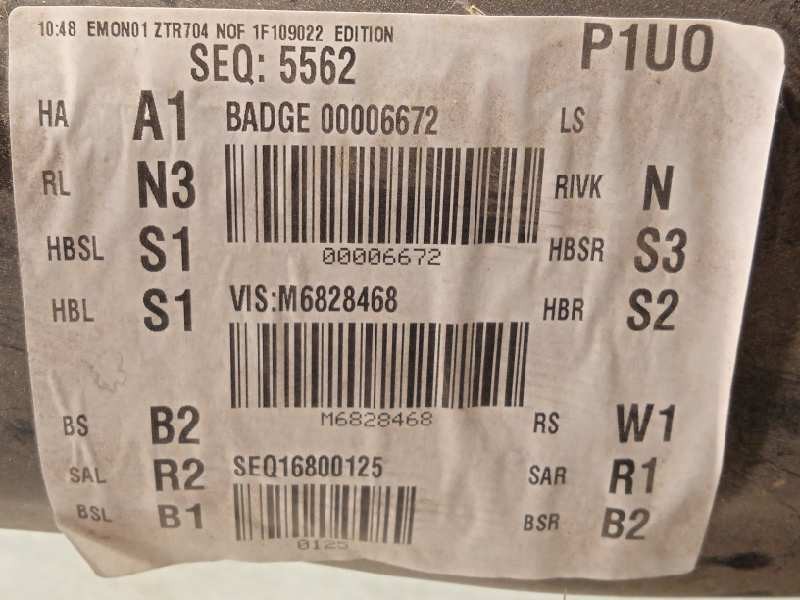 10:48 EMON01 ZTR704 NOF 1F109022 EDITION
SEQ: 5562 P1U0
HA A1 BADGE 00006672 LS
RL N3 RIVK N
00006672
HBSL S1 HBSR S3
HBL S1 VIS:M6828468 HBR S2
M6828468
BS B2 RS W1
SAL R2 SEQ16800125 SAR R1
BSL B1 BSR B2
0125